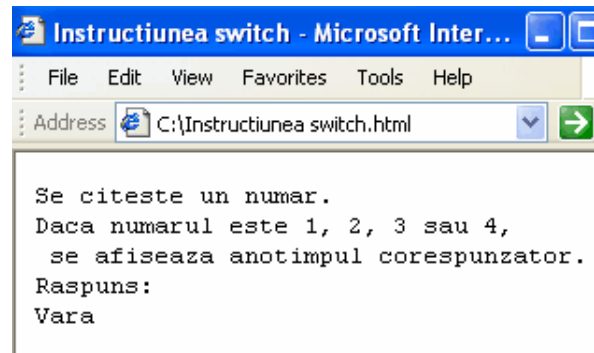 Instructiunea switch - Microsoft Inter...
File Edit View Favorites Tools Help
Address C:\Instructiunea switch.html
Se citeste un numar.
Daca numarul este 1, 2, 3 sau 4,
se afiseaza anotimpul corespunzator.
Raspuns:
Vara